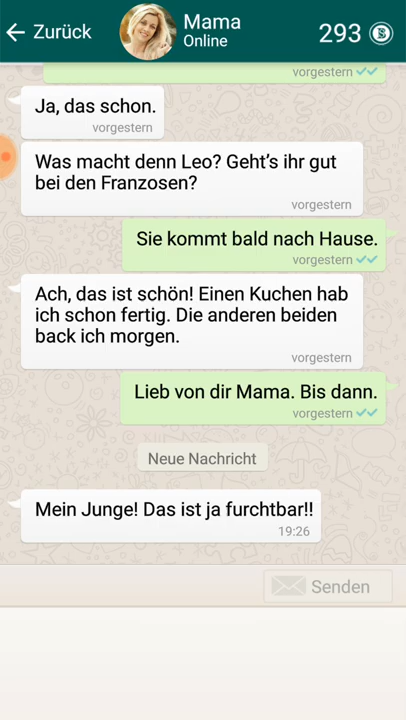 Zurück
Mama
Online
293
vorgestern
Ja, das schon.
vorgestern
Was macht denn Leo? Geht's ihr gut
bei den Franzosen?
vorgestern
Sie kommt bald nach Hause.
vorgestern
Ach, das ist schön! Einen Kuchen hab
ich schon fertig. Die anderen beiden
back ich morgen.
vorgestern
Lieb von dir Mama. Bis dann.
vorgestern
Neue Nachricht
Mein Junge! Das ist ja furchtbar!!
19:26
Senden